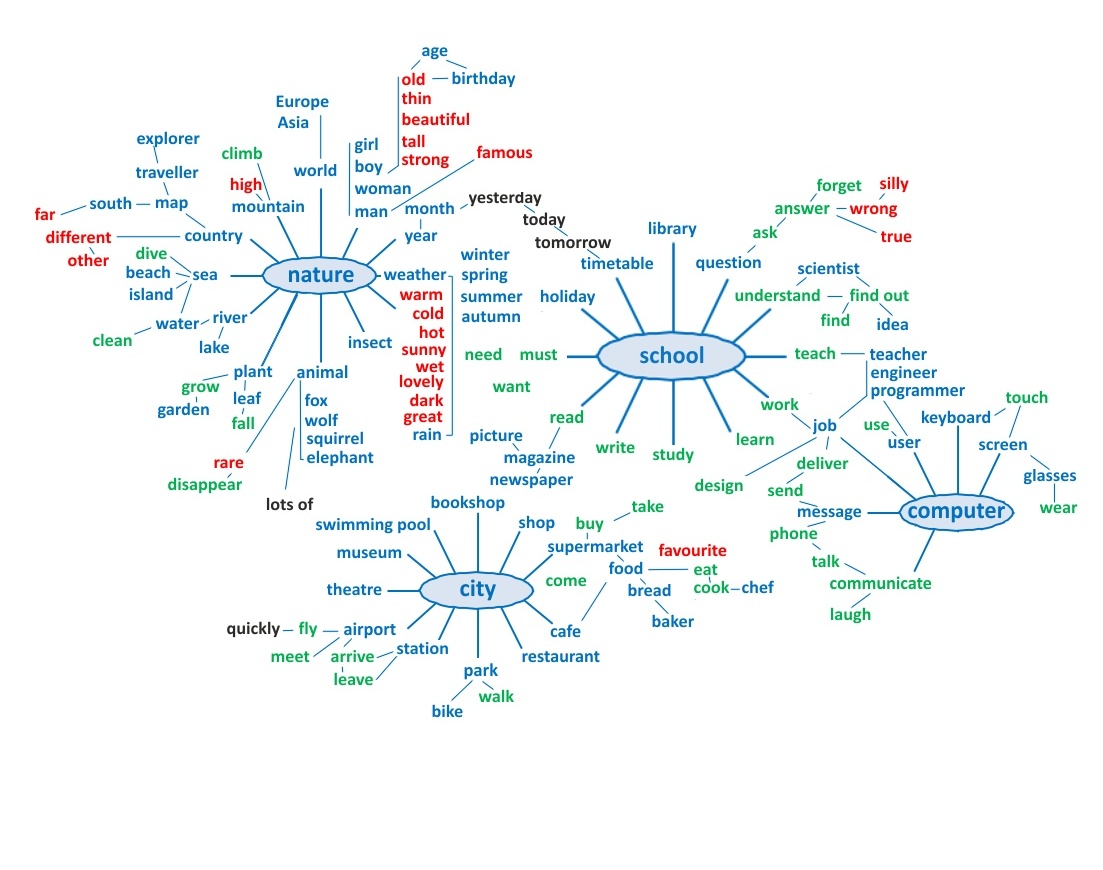 age
old
birthday
thin
beautiful
tall
strong
famous
Europe
Asia
world
girl
boy
woman
man
explorer
traveller
south
map
far
different
other
country
climb
high
mountain
month
year
yesterday
today
tomorrow
timetable
dive
beach
island
sea
nature
weather
winter
spring
summer
autumn
warm
cold
hot
sunny
wet
lovely
dark
great
rain
clean
water
river
lake
insect
plant
grow
garden
leaf
fall
animal
fox
wolf
squirrel
elephant
rare
disappear
lots of
library
question
holiday
ask
answer
forget
silly
wrong
true
scientist
understand
find out
find
idea
need
must
want
school
teach
teacher
engineer
programmer
read
write
study
learn
work
job
picture
magazine
newspaper
design
deliver
send
use
user
keyboard
touch
screen
glasses
wear
message
computer
phone
talk
communicate
laugh
bookshop
swimming pool
shop
museum
theatre
city
buy
take
supermarket
favourite
come
food
eat
cook
chef
bread
baker
cafe
restaurant
quickly
fly
airport
meet
arrive
leave
station
park
walk
bike